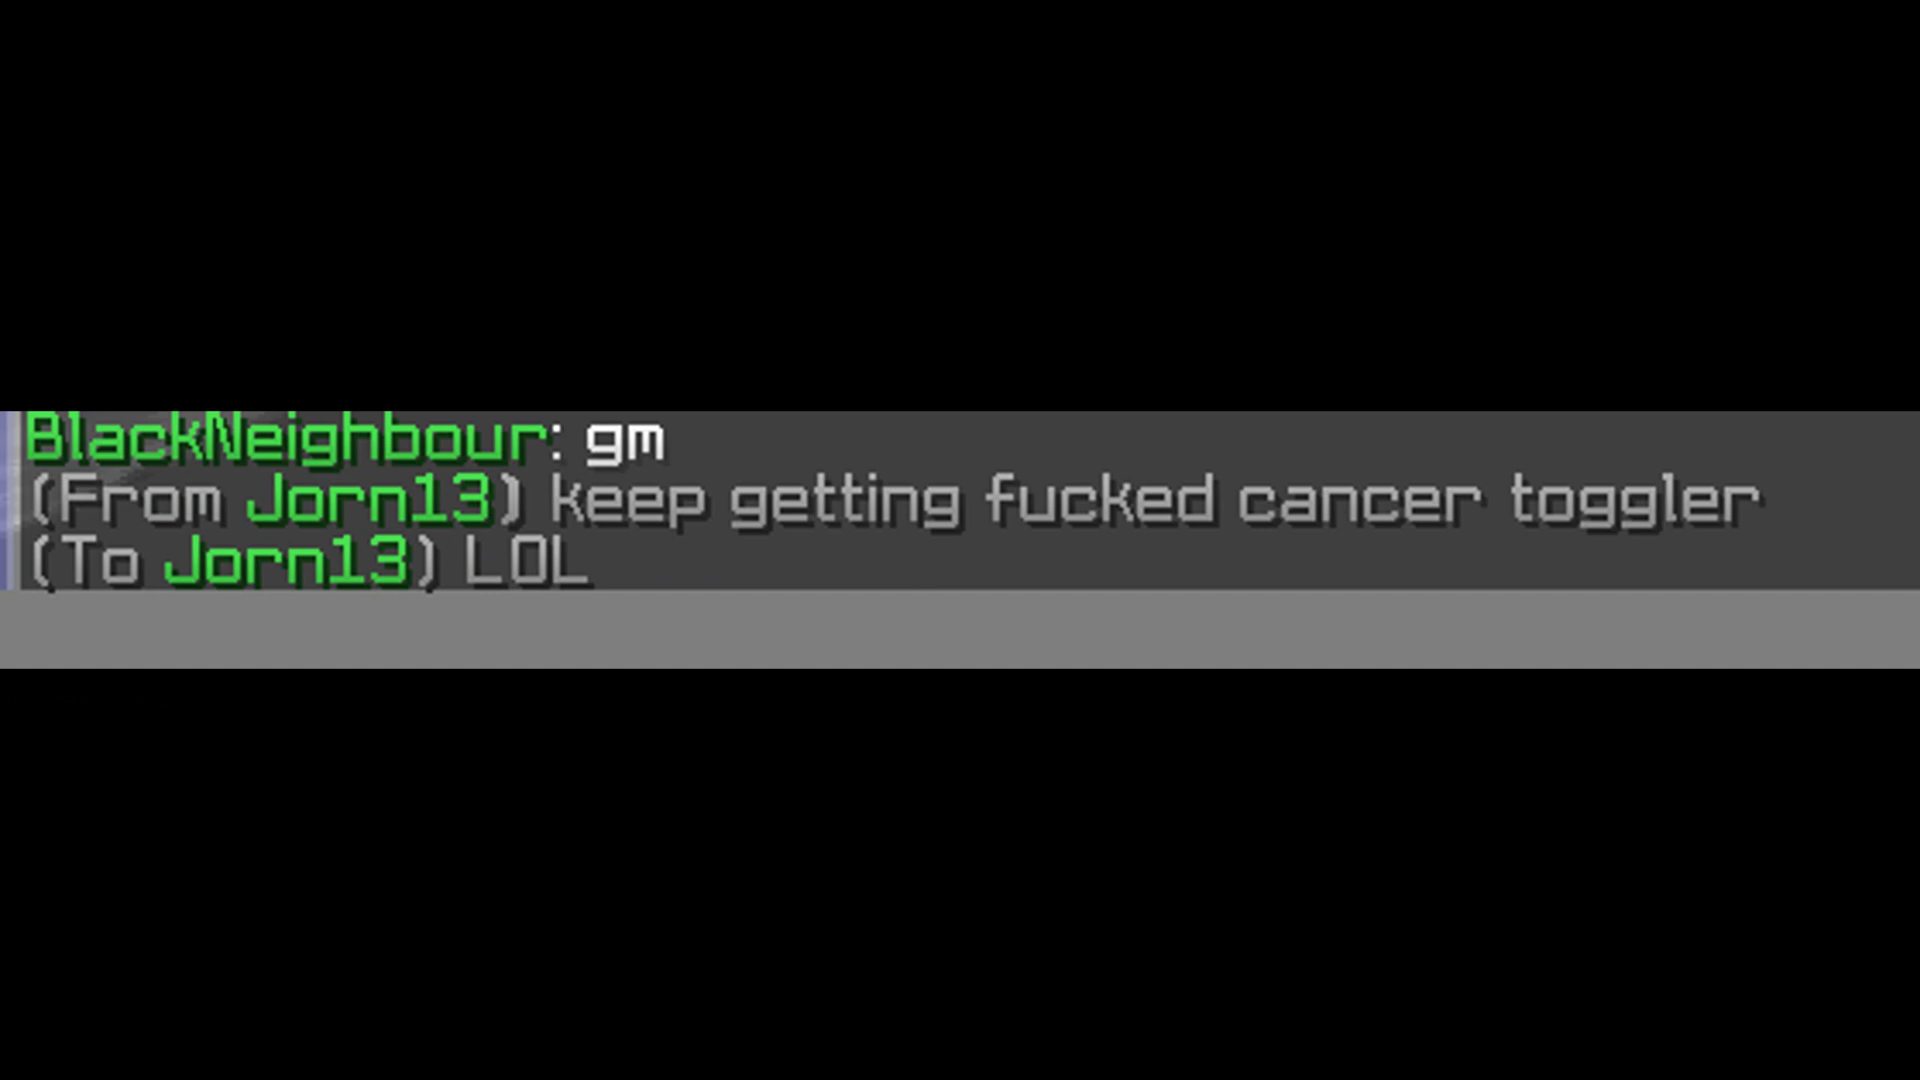 BlackNeighbour: gm
(From Jorn13) keep getting fucked cancer toggler
(To Jorn13) LOL